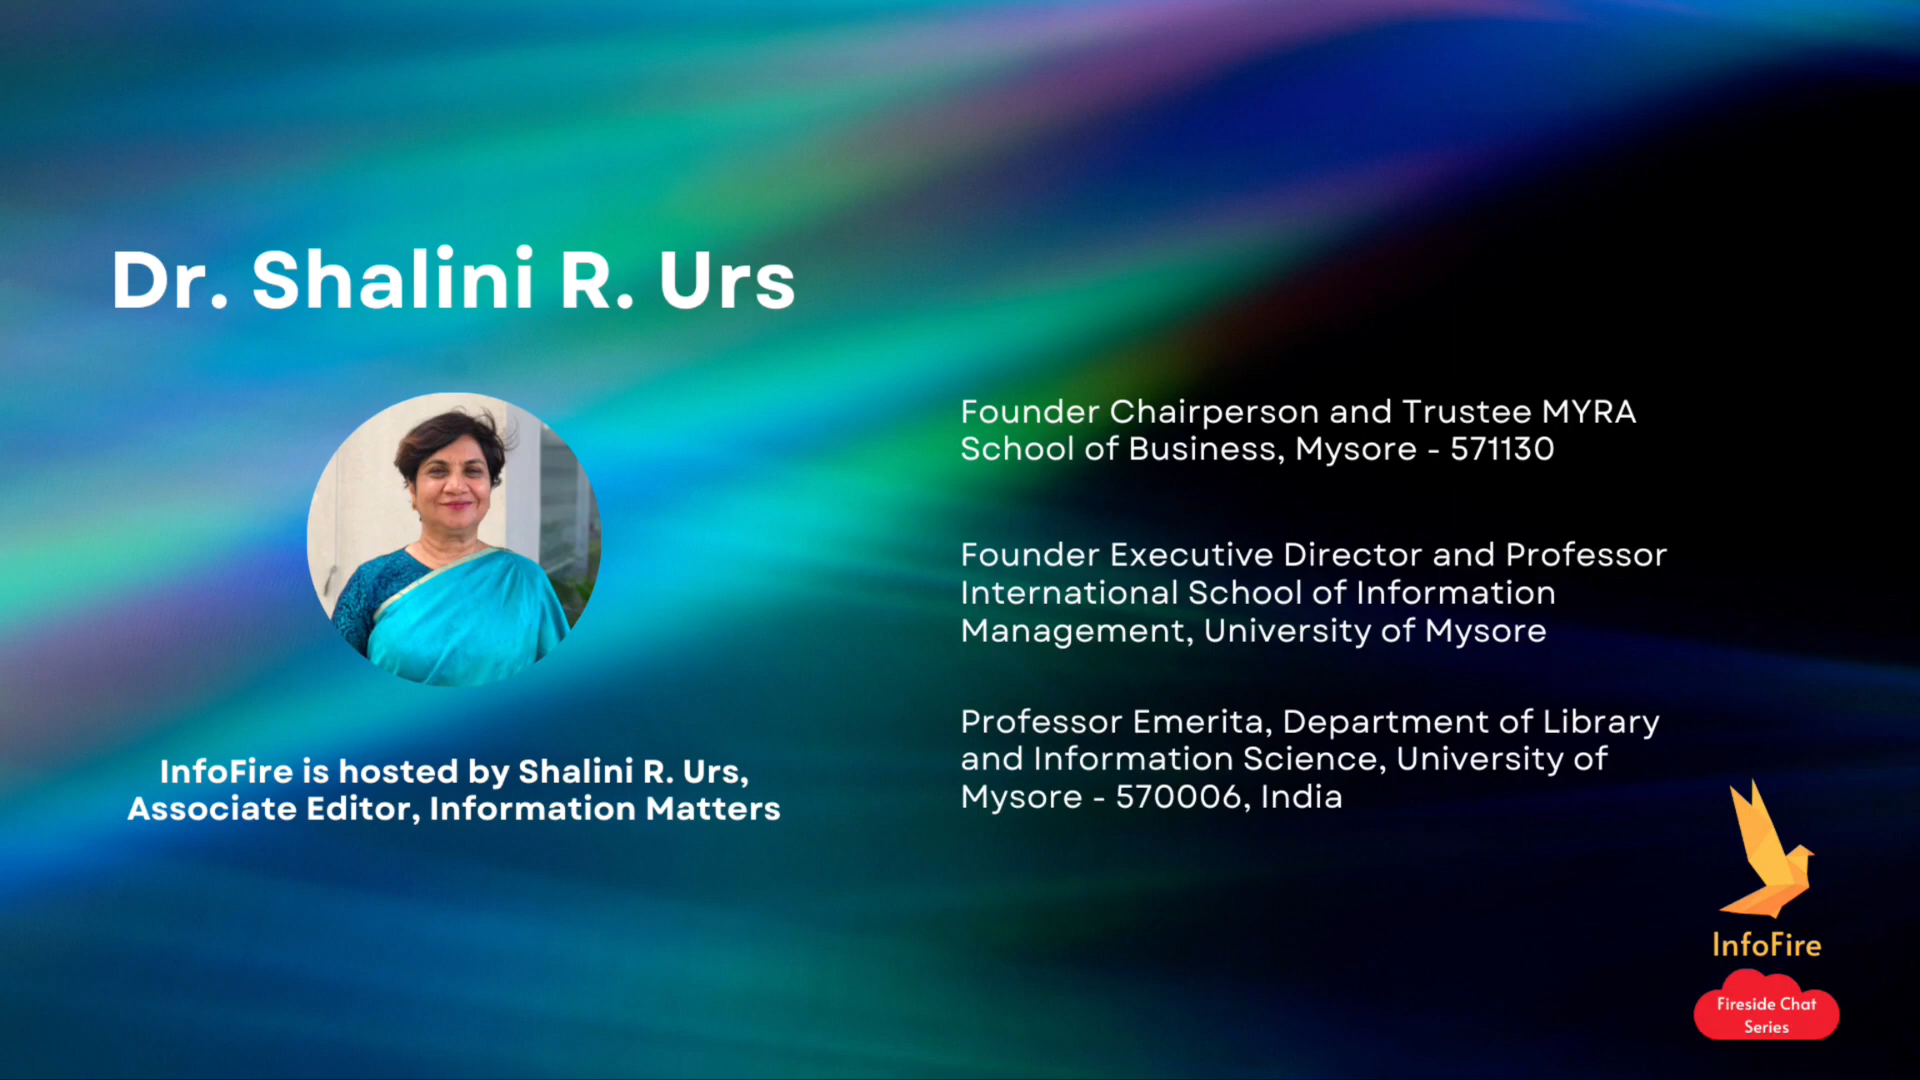 Dr. Shalini R. Urs
InfoFire is hosted by Shalini R. Urs,
Associate Editor, Information Matters
Founder Chairperson and Trustee MYRA
School of Business, Mysore - 571130
Founder Executive Director and Professor
International School of Information
Management, University of Mysore
Professor Emerita, Department of Library
and Information Science, University of
Mysore - 570006, India
InfoFire
Fireside Chat
Series